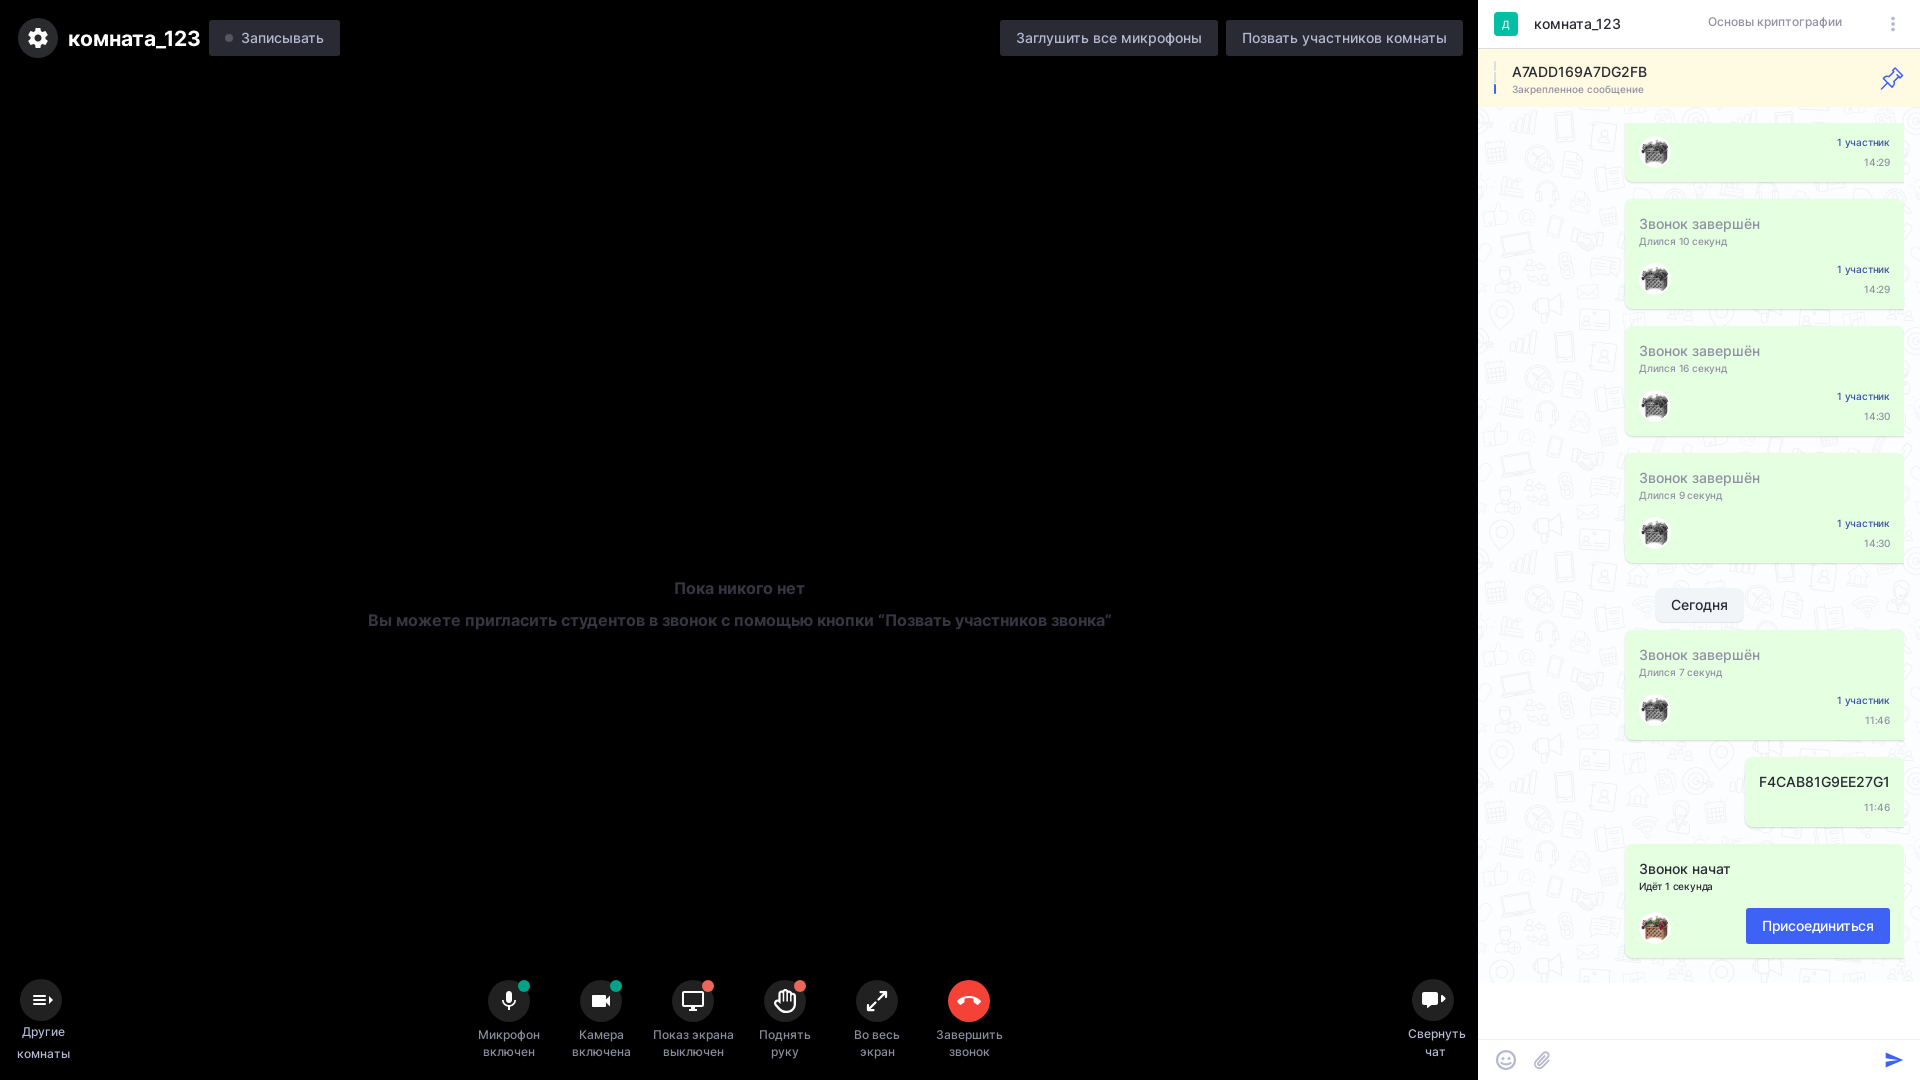 комната_123
Записывать
Заглушить все микрофоны
Позвать участников комнаты
Пока никого нет
Вы можете пригласить студентов в звонок с помощью кнопки “Позвать участников звонка”
Другие
комнаты
Микрофон
включен
Камера
включена
Показ экрана
выключен
Поднять
руку
Во весь
экран
Завершить
звонок
Свернуть
чат
Д
комната_123
Основы криптографии
A7ADD169A7DG2FB
Закрепленное сообщение
1 участник
14:29
Звонок завершён
Длился 10 секунд
1 участник
14:29
Звонок завершён
Длился 16 секунд
1 участник
14:30
Звонок завершён
Длился 9 секунд
1 участник
14:30
Сегодня
Звонок завершён
Длился 7 секунд
1 участник
11:46
F4CAB81G9EE27G1
11:46
Звонок начат
Идёт 1 секунда
Присоединиться